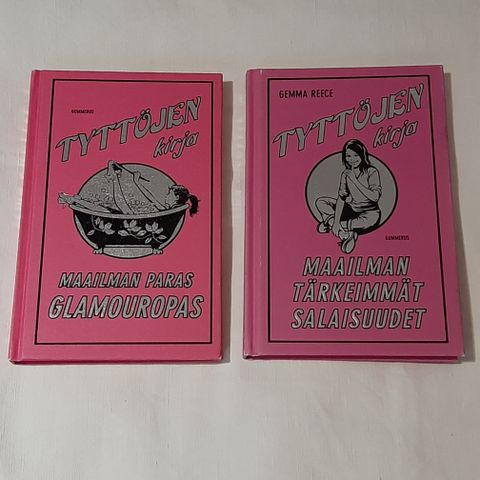 GUMMERUS
TYTTÖJEN
kirja
MAAILMAN PARAS
GLAMOUROPAS
GEMMA REECE
TYTTÖJEN
kirja
GUMMERUS
MAAILMAN
TÄRKEIMMÄT
SALAISUUDET